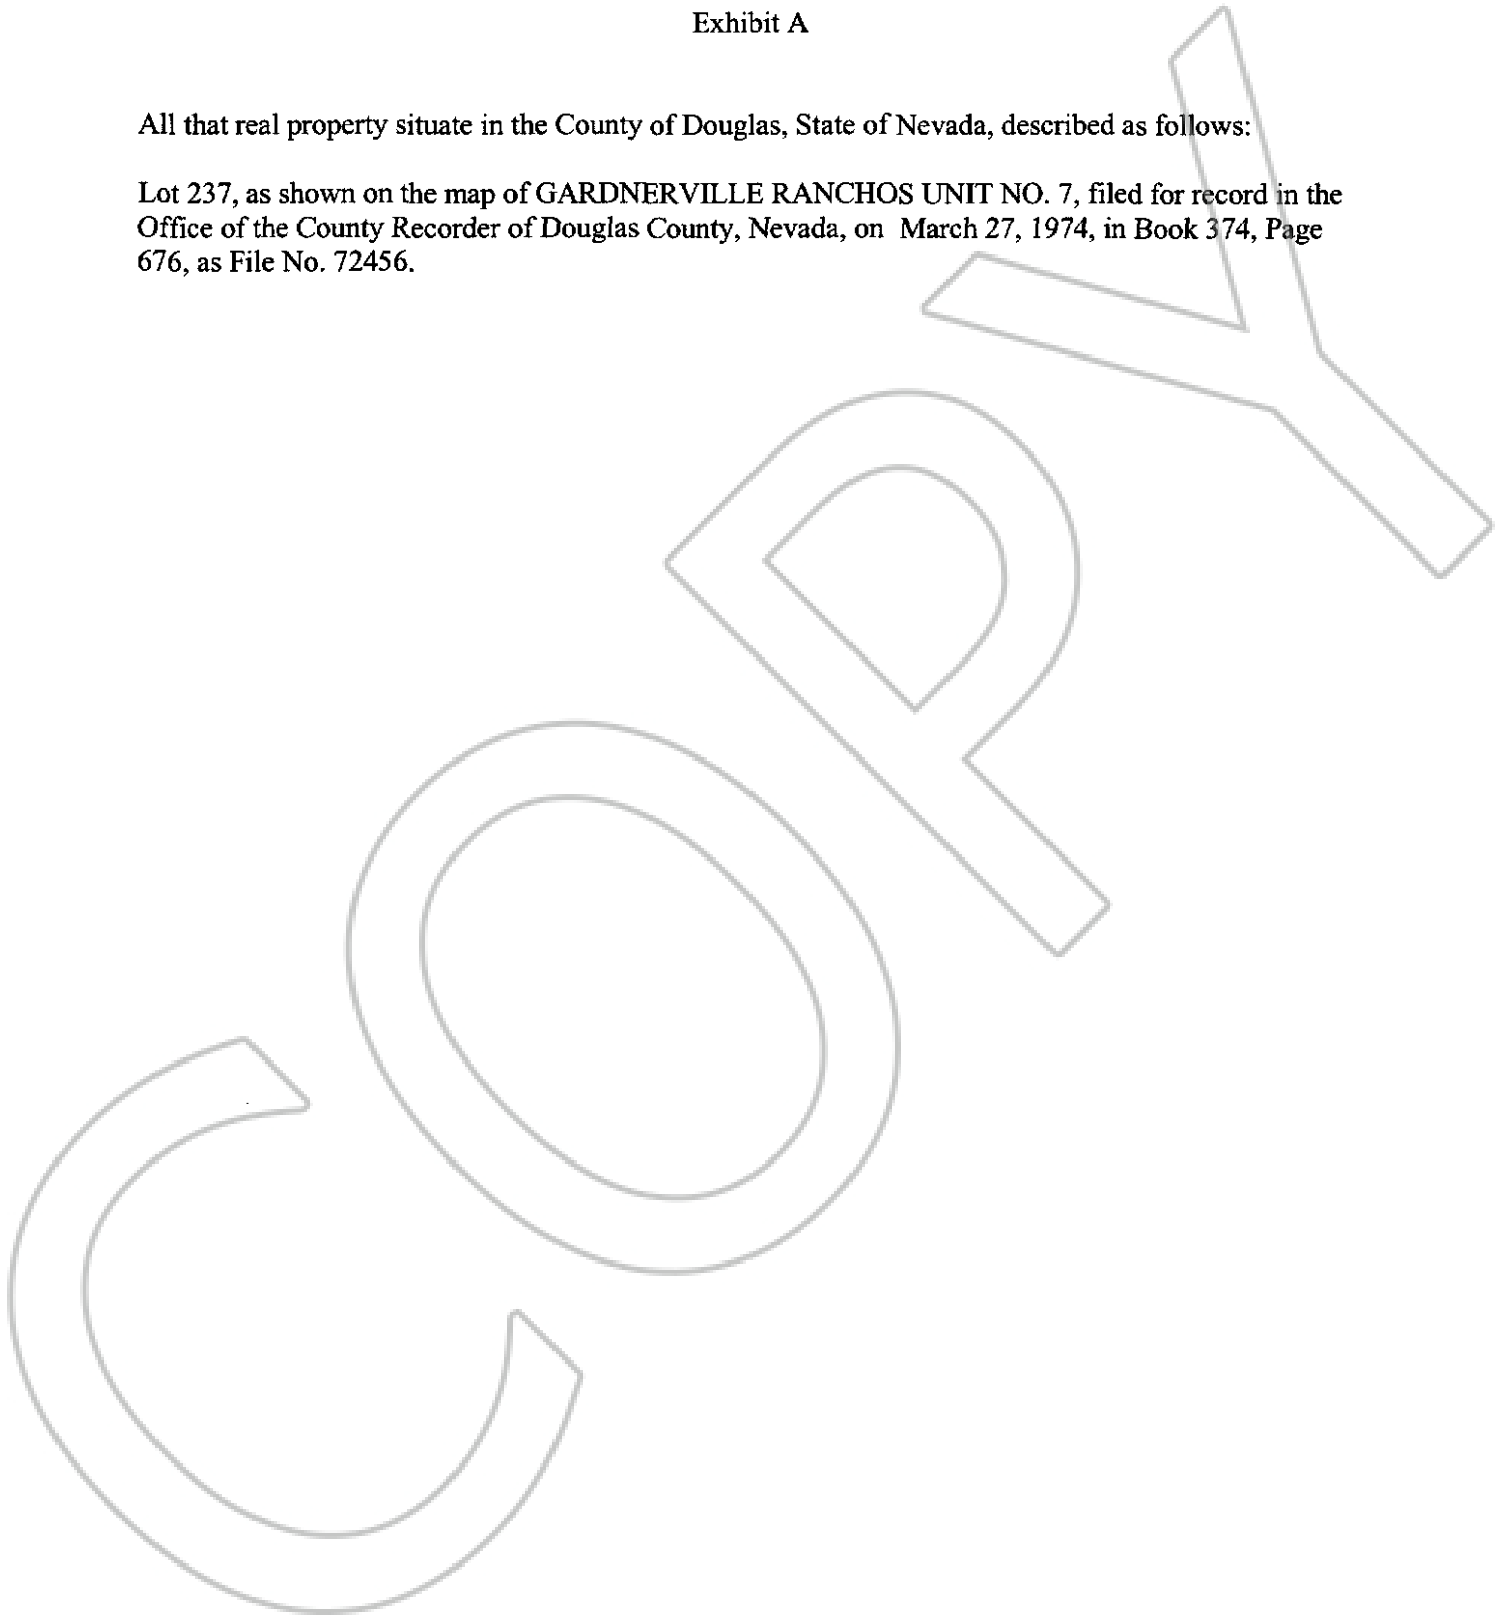 Exhibit A
All that real property situate in the County of Douglas, State of Nevada, described as follows:
Lot 237, as shown on the map of GARDNERVILLE RANCHOS UNIT NO. 7, filed for record in the
Office of the County Recorder of Douglas County, Nevada, on March 27, 1974, in Book 374, Page
676, as File No. 72456.
COPY